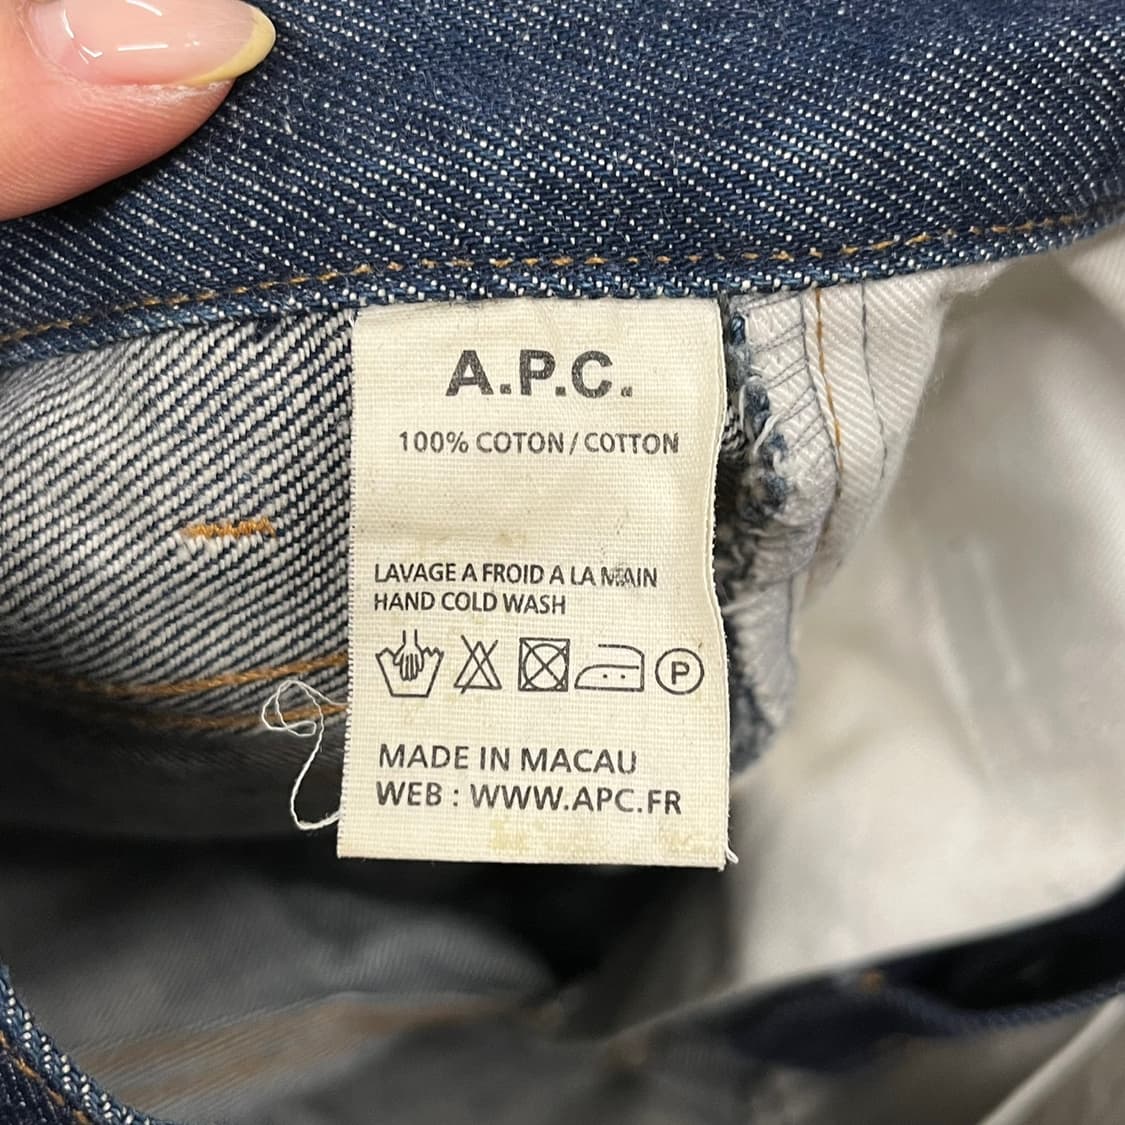 A.P.C.
100% COTON / COTTON
LAVAGE A FROID A LA MAIN
HAND COLD WASH
P
MADE IN MACAU
WEB : WWW.APC.FR